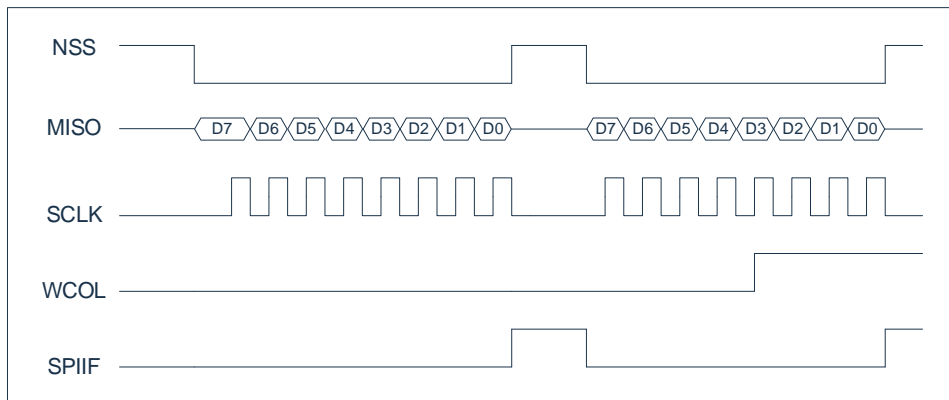 NSS
MISO D7 D6 D5 D4 D3 D2 D1 D0 D7 D6 D5 D4 D3 D2 D1 D0
SCLK
WCOL
SPIIF